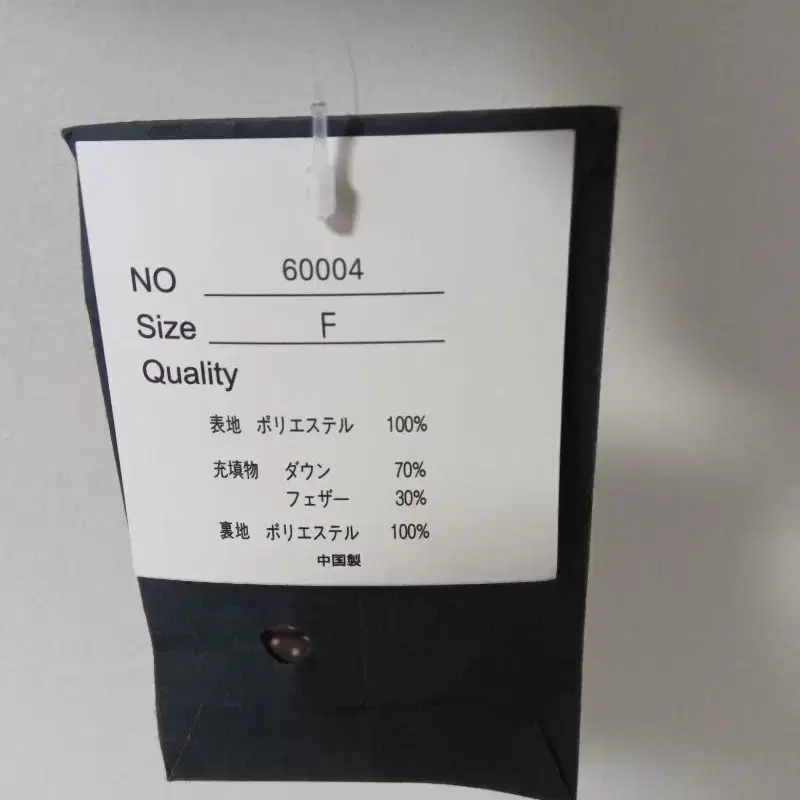 NO 60004
Size F
Quality
表地 ポリエステル 100%
充填物 ダウン 70%
フェザー 30%
裏地 ポリエステル 100%
中国製